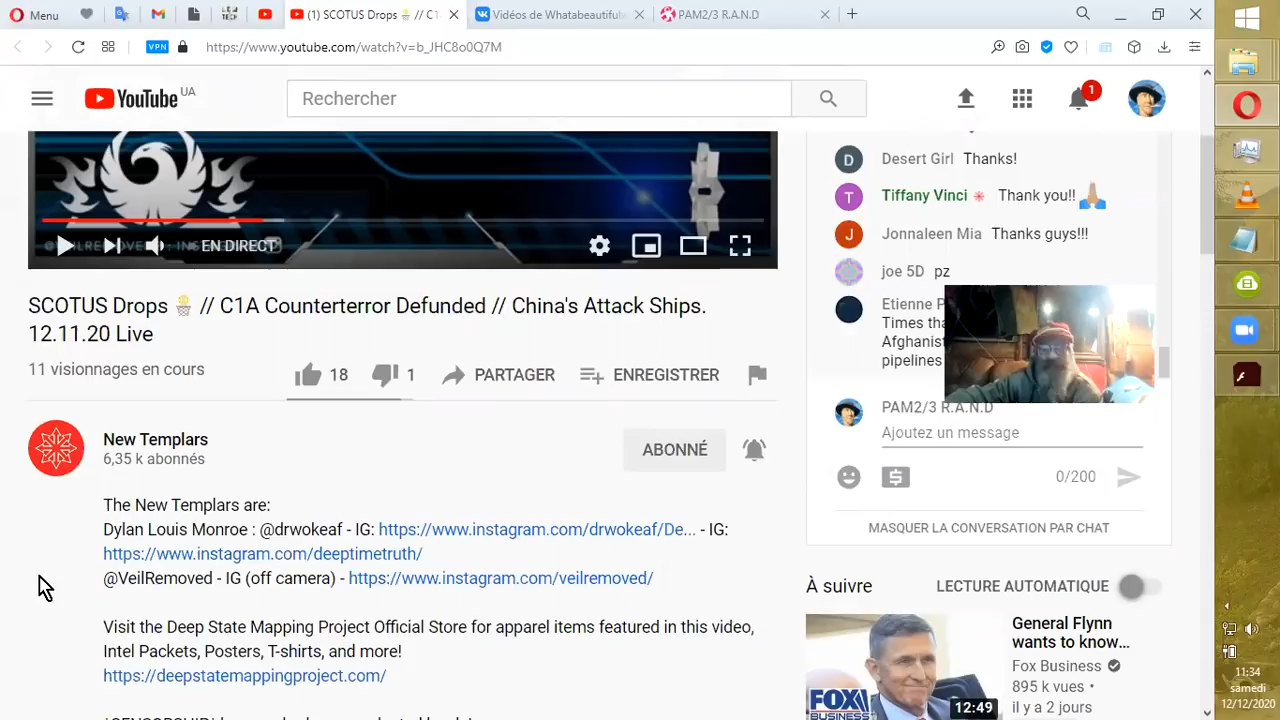 Menu
(1) SCOTUS Drops 🍦 // C1
Vidéos de Whatabeautiful
PAM2/3 R.A.N.D
VPN
https://www.youtube.com/watch?v=b_JHC8o0Q7M
YouTube UA
Rechercher
1
EN DIRECT
SCOTUS Drops 🍦 // C1A Counterterror Defunded // China's Attack Ships.
12.11.20 Live
11 visionnages en cours
18
1
PARTAGER
ENREGISTRER
New Templars
6,35 k abonnés
ABONNÉ
The New Templars are:
Dylan Louis Monroe : @drwokeaf - IG: https://www.instagram.com/drwokeaf/De... - IG:
https://www.instagram.com/deeptimetruth/
@VeilRemoved - IG (off camera) - https://www.instagram.com/veilremoved/
Visit the Deep State Mapping Project Official Store for apparel items featured in this video,
Intel Packets, Posters, T-shirts, and more!
https://deepstatemappingproject.com/
D
Desert Girl Thanks!
T
Tiffany Vinci Thank you!! 🙏🏽
J
Jonnaleen Mia Thanks guys!!!
joe 5D pz
Etienne P
Times tha
Afghanist
pipelines
PAM2/3 R.A.N.D
Ajoutez un message
0/200
MASQUER LA CONVERSATION PAR CHAT
À suivre
LECTURE AUTOMATIQUE
General Flynn
wants to know...
Fox Business
895 k vues •
il y a 2 jours
FOX
BUSINESS
12:49
11:34
samedi
12/12/2020